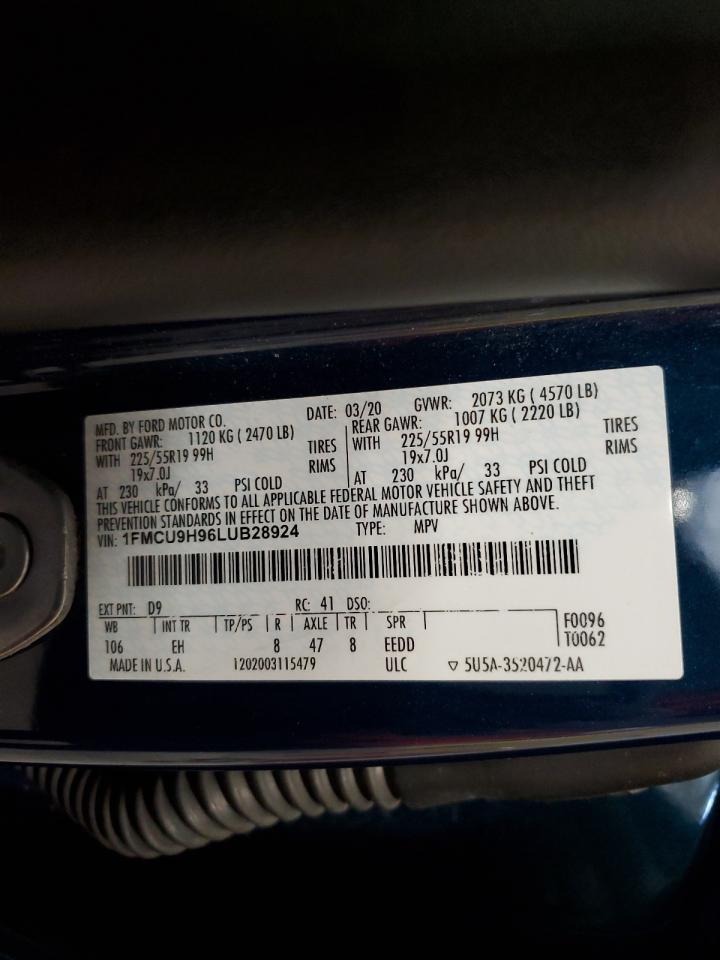 MFD. BY FORD MOTOR CO. DATE: 03/20 GVWR: 2073 KG ( 4570 LB)
FRONT GAWR: 1120 KG ( 2470 LB) REAR GAWR: 1007 KG ( 2220 LB)
WITH 225/55R19 99H TIRES WITH 225/55R19 99H TIRES
19x7.0J RIMS 19x7.0J RIMS
AT 230 kPa/ 33 PSI COLD AT 230 kPa/ 33 PSI COLD
THIS VEHICLE CONFORMS TO ALL APPLICABLE FEDERAL MOTOR VEHICLE SAFETY AND THEFT
PREVENTION STANDARDS IN EFFECT ON THE DATE OF MANUFACTURE SHOWN ABOVE.
VIN: 1FMCU9H96LUB28924 TYPE: MPV
EXT PNT: D9 RC: 41 DSO:
WB INT TR TP/PS R AXLE TR SPR F0096
106 EH 8 47 8 EEDD T0062
MADE IN U.S.A. 1202003115479 ULC ▽ 5U5A-3520472-AA